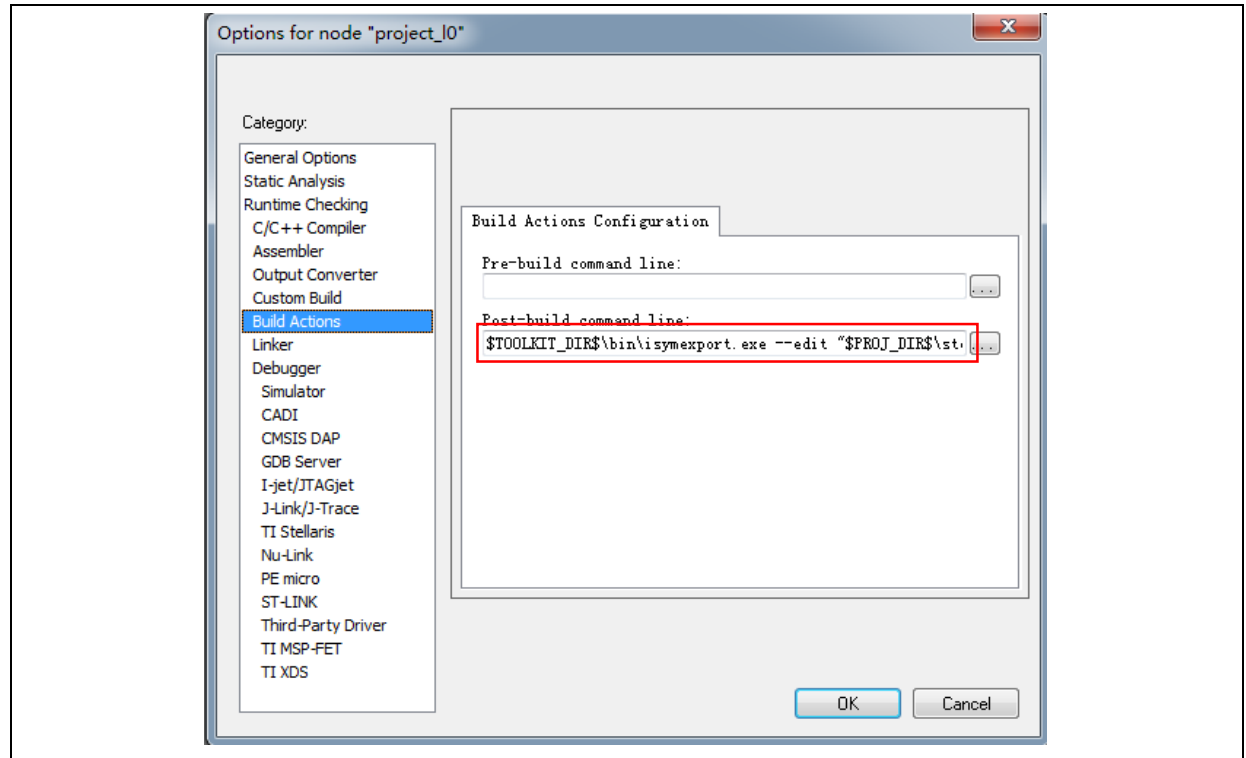 Options for node "project_l0"
Category:
General Options
Static Analysis
Runtime Checking
C/C++ Compiler
Assembler
Output Converter
Custom Build
Build Actions
Linker
Debugger
Simulator
CADI
CMSIS DAP
GDB Server
I-jet/JTAGjet
J-Link/J-Trace
TI Stellaris
Nu-Link
PE micro
ST-LINK
Third-Party Driver
TI MSP-FET
TI XDS
Build Actions Configuration
Pre-build command line:
...
Post-build command line:
$TOOLKIT_DIR$\bin\isymexport.exe --edit "$PROJ_DIR$\st
...
OK
Cancel